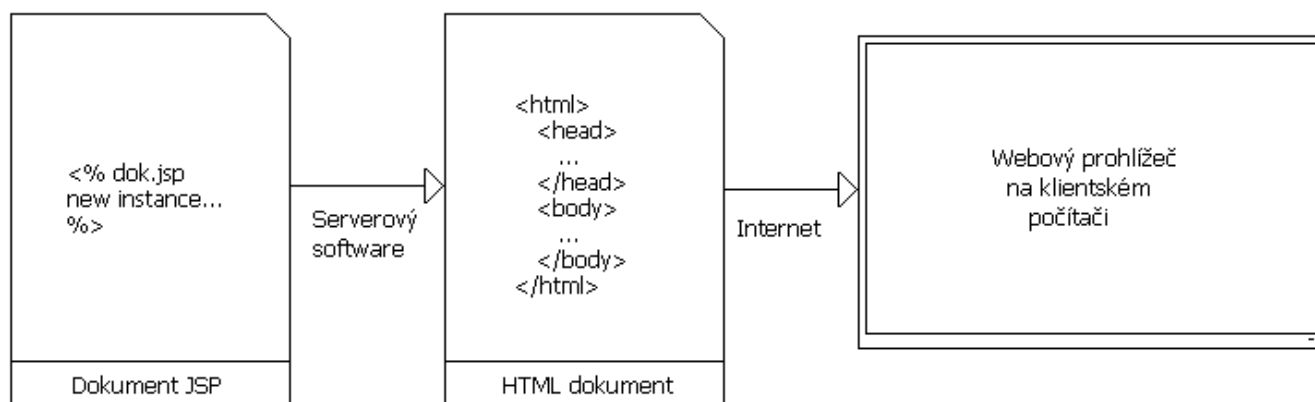 <% dok.jsp
new instance...
%>
Dokument JSP
Serverový
software
<html>
<head>
...
</head>
<body>
...
</body>
</html>
HTML dokument
Internet
Webový prohlížeč
na klientském
počítači